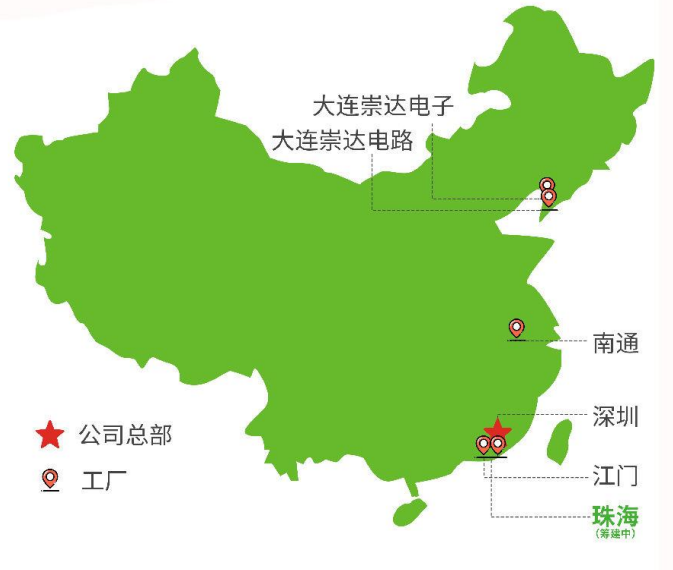 大连崇达电子
大连崇达电路
南通
深圳
公司总部
江门
工厂
珠海
(筹建中)